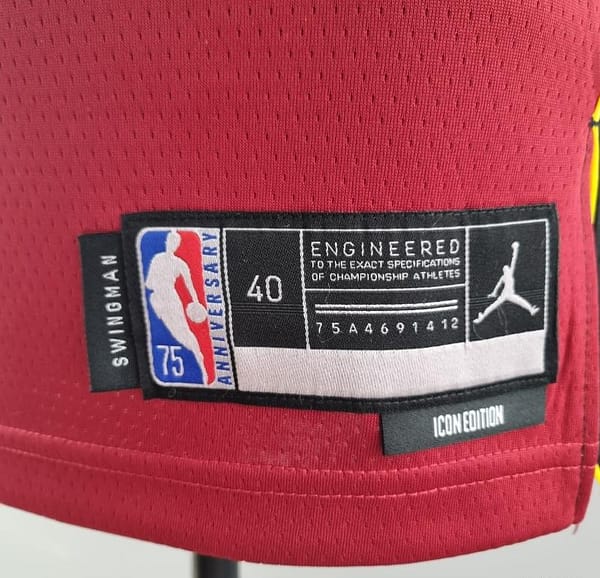 SWINGMAN
75
ANNIVERSARY
40
ENGINEERED
TO THE EXACT SPECIFICATIONS
OF CHAMPIONSHIP ATHLETES
75A4691412
ICON EDITION